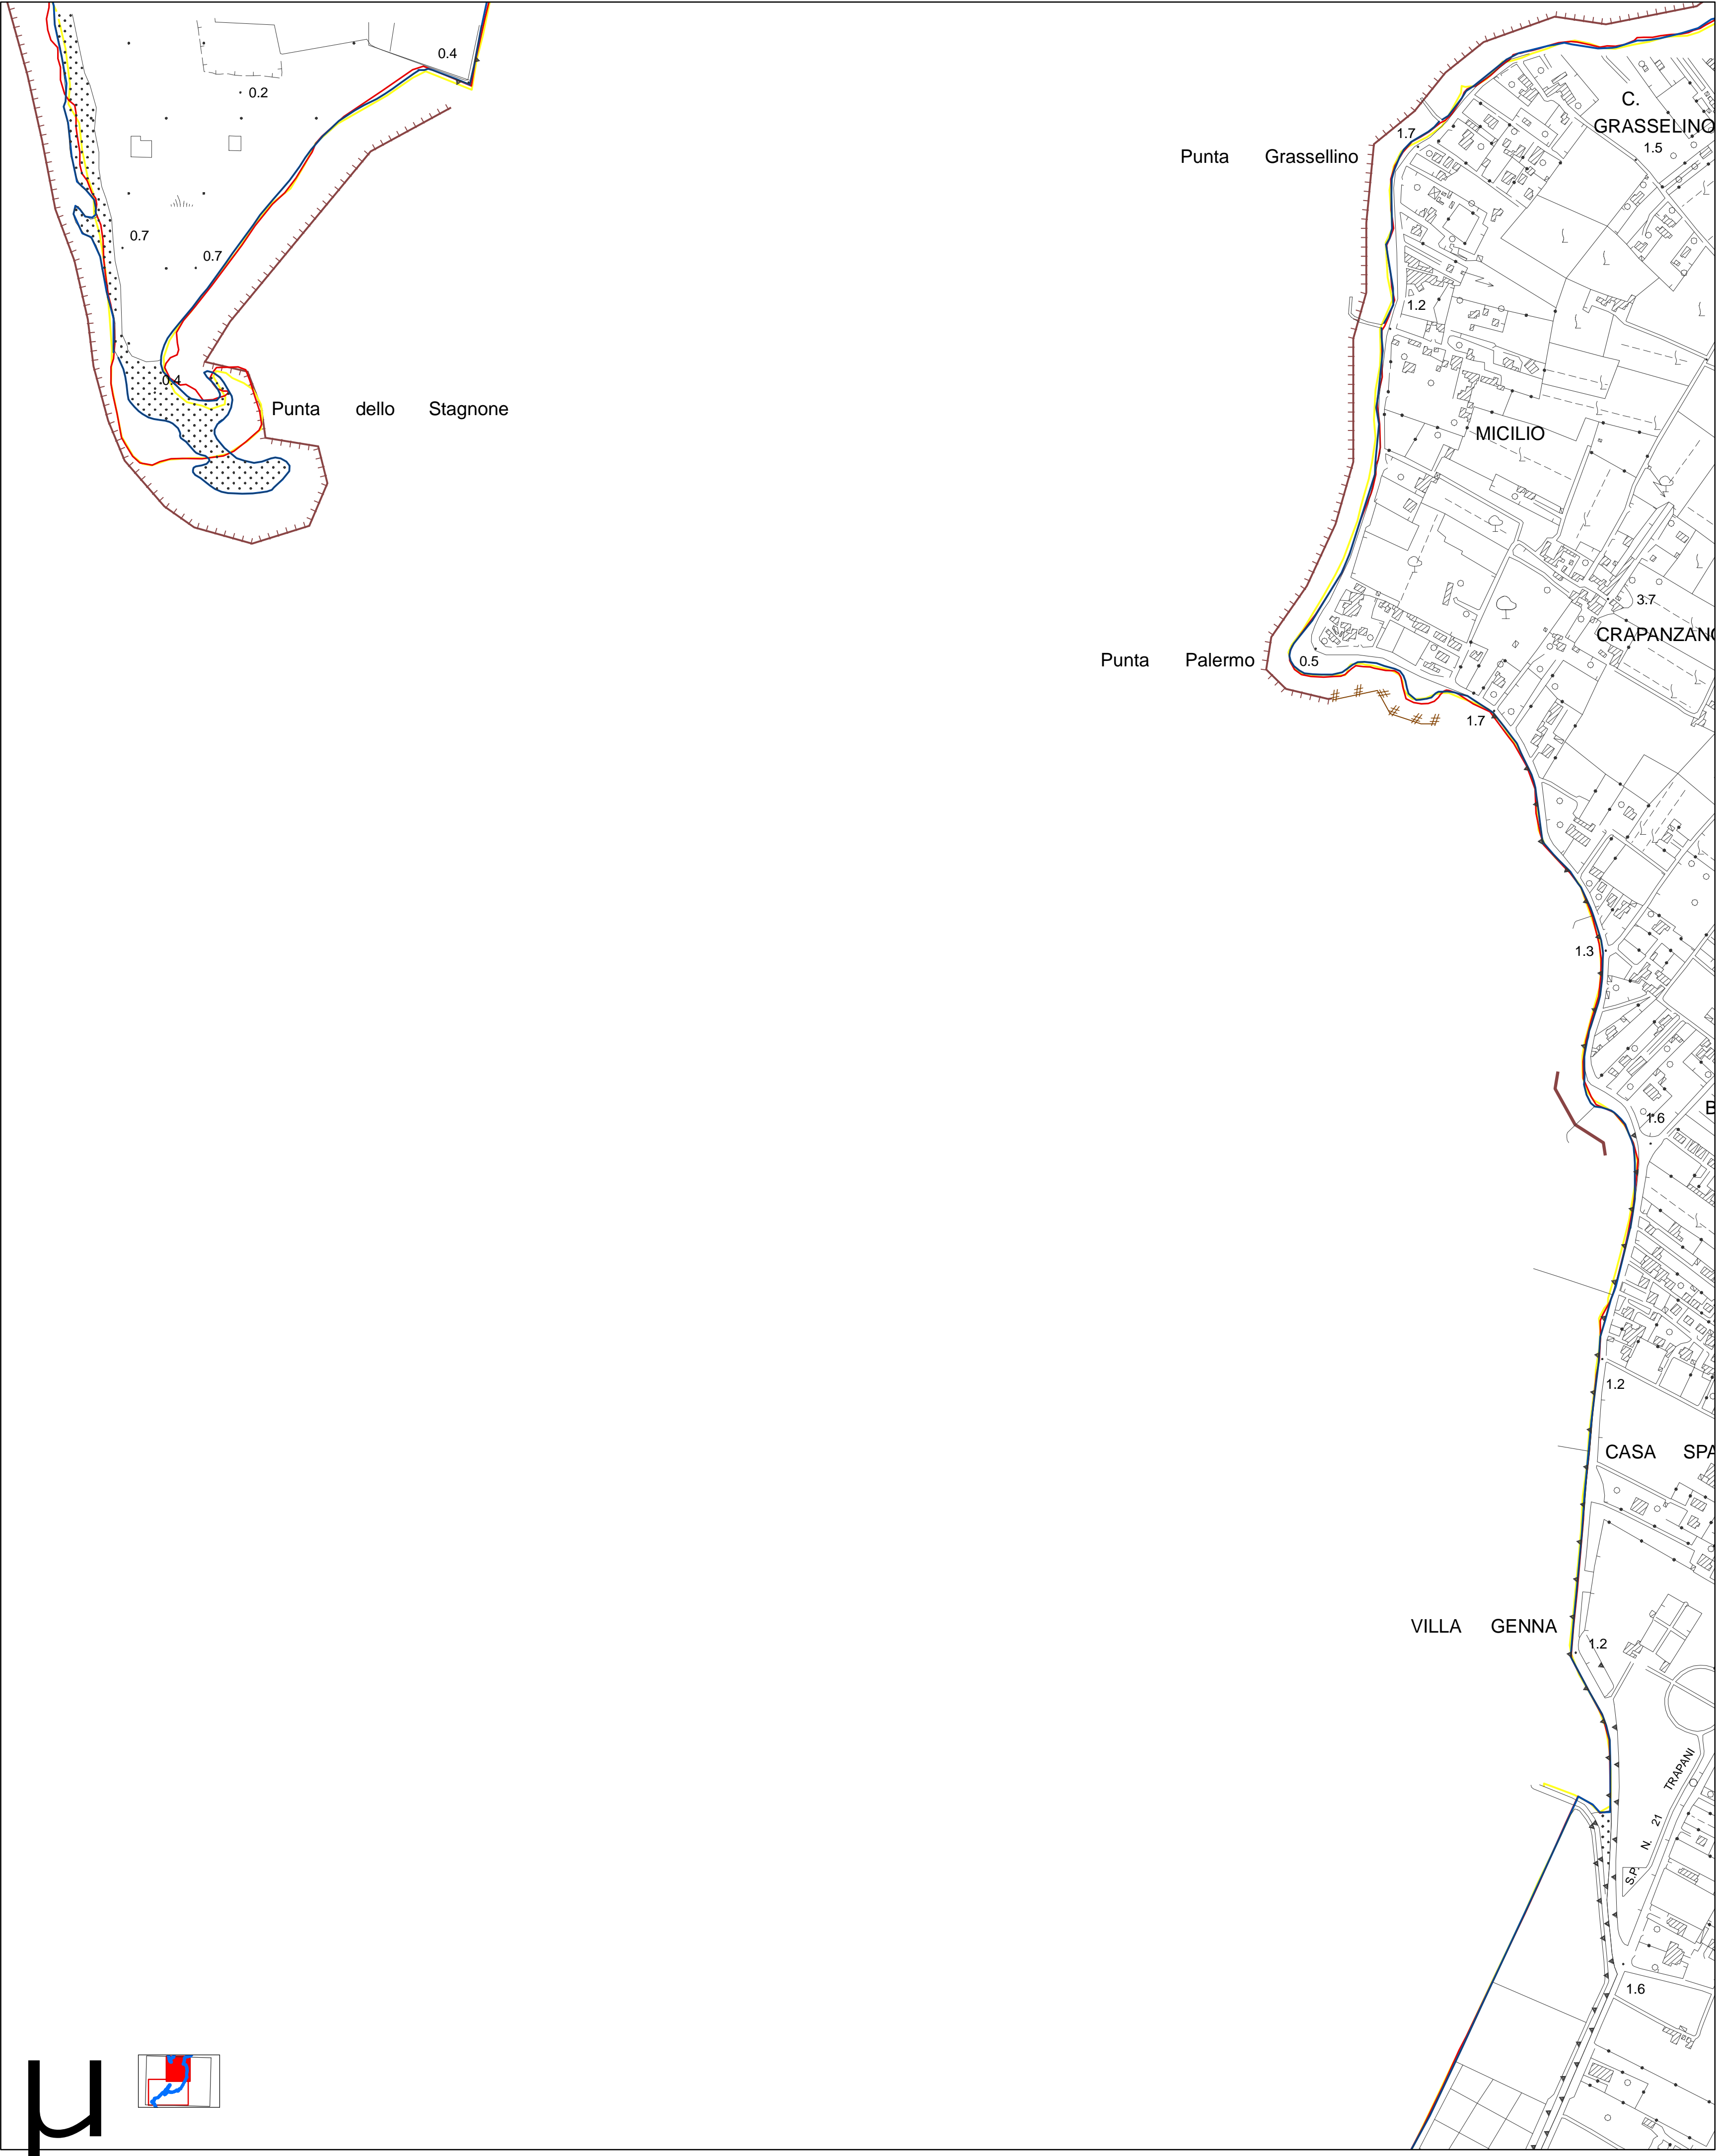 0.4
0.2
C.
GRASSELINO
1.7
1.5
Punta Grassellino
0.7
0.7
1.2
0.4
Punta dello Stagnone
MICILIO
3.7
CRAPANZANO
Punta Palermo
0.5
1.7
1.3
B
1.6
1.2
CASA SPA
VILLA GENNA
1.2
S.P. N. 21 TRAPANI
1.6
µ